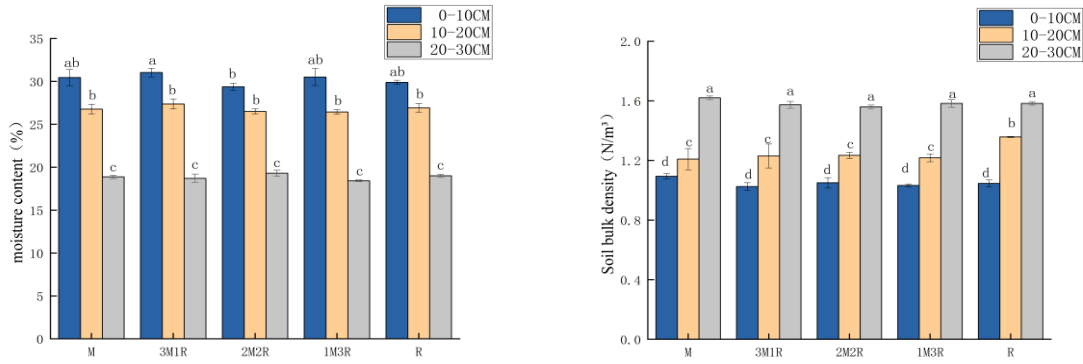 0-10CM
10-20CM
20-30CM
moisture content（%）
35
30
25
20
15
10
5
0
ab
b
c
a
b
c
b
b
c
ab
b
c
ab
b
c
M
3M1R
2M2R
1M3R
R
0-10CM
10-20CM
20-30CM
Soil bulk density（N/m³）
2.0
1.6
1.2
0.8
0.4
0.0
d
c
a
d
c
a
d
c
a
d
c
a
d
b
a
M
3M1R
2M2R
1M3R
R